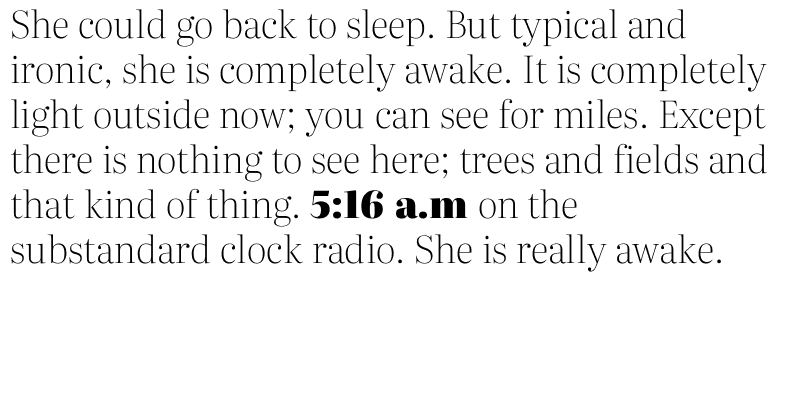 She could go back to sleep. But typical and
ironic, she is completely awake. It is completely
light outside now; you can see for miles. Except
there is nothing to see here; trees and fields and
that kind of thing. 5:16 a.m on the
substandard clock radio. She is really awake.